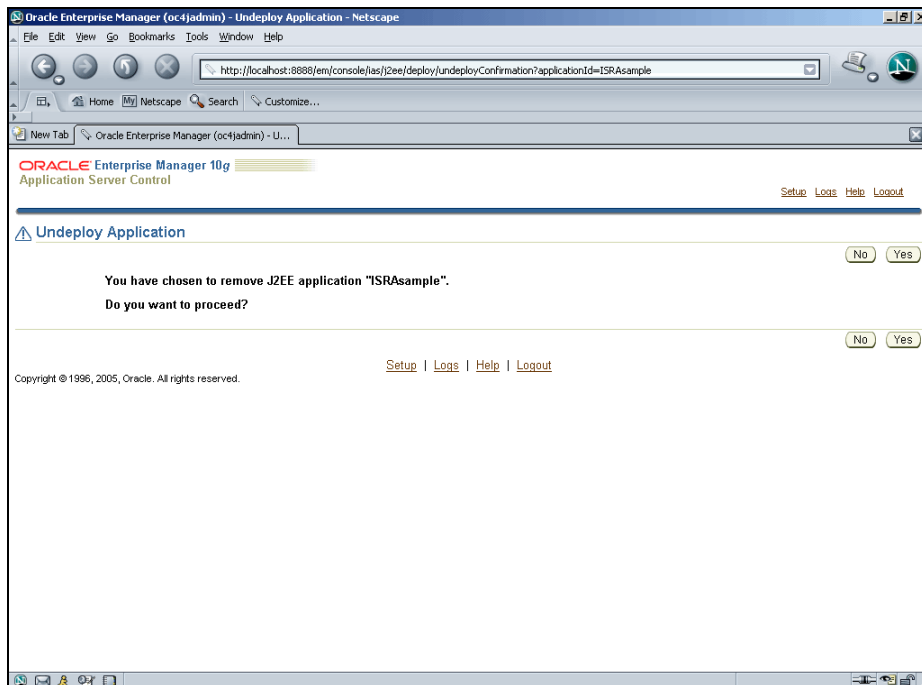 Oracle Enterprise Manager (oc4jadmin) - Undeploy Application - Netscape
File Edit View Go Bookmarks Tools Window Help
http://localhost:8888/em/console/ias/j2ee/deploy/undeployConfirmation?applicationId=ISRAsample
N
Home My Netscape Search Customize...
New Tab Oracle Enterprise Manager (oc4jadmin) - U...
ORACLE Enterprise Manager 10g
Application Server Control
Setup Logs Help Logout
Undeploy Application
No Yes
You have chosen to remove J2EE application "ISRAsample".
Do you want to proceed?
No Yes
Setup | Logs | Help | Logout
Copyright © 1996, 2005, Oracle. All rights reserved.